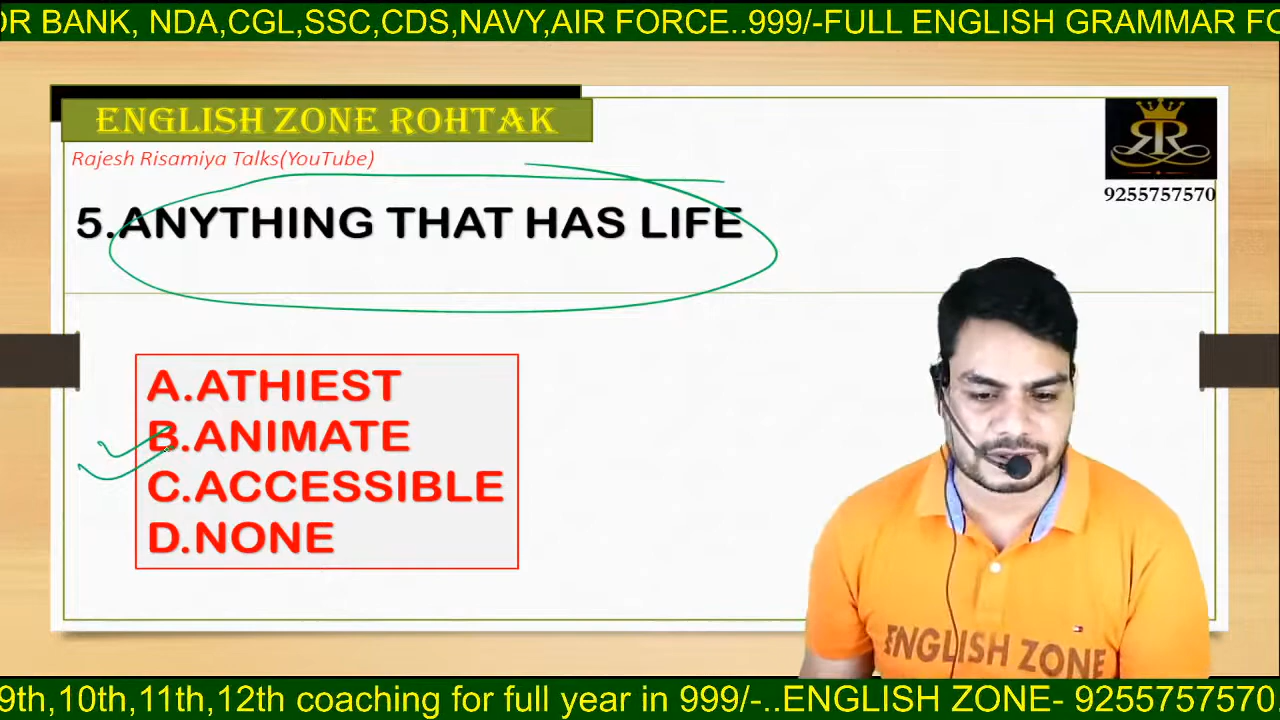 OR BANK, NDA,CGL,SSC,CDS,NAVY,AIR FORCE..999/-FULL ENGLISH GRAMMAR FO
ENGLISH ZONE ROHTAK
Rajesh Risamiya Talks(YouTube)
RR
9255757570
5.ANYTHING THAT HAS LIFE
A.ATHIEST
B.ANIMATE
C.ACCESSIBLE
D.NONE
ENGLISH ZONE
9th,10th,11th,12th coaching for full year in 999/-..ENGLISH ZONE- 9255757570.